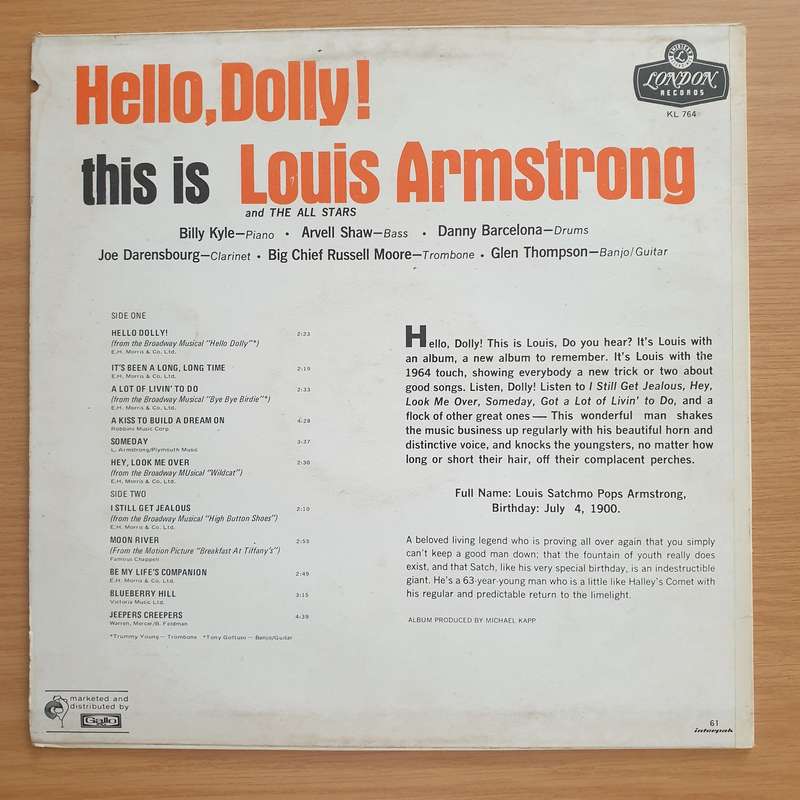 Hello, Dolly!
LONDON
RECORDS
KL 764
this is Louis Armstrong
and THE ALL STARS
Billy Kyle—Piano • Arvell Shaw—Bass • Danny Barcelona—Drums
Joe Darensbourg—Clarinet • Big Chief Russell Moore—Trombone • Glen Thompson—Banjo/Guitar
SIDE ONE
HELLO DOLLY! 2:23
(from the Broadway Musical "Hello Dolly"*)
E.H. Morris & Co. Ltd.
IT'S BEEN A LONG, LONG TIME 2:19
E.H. Morris & Co. Ltd.
A LOT OF LIVIN' TO DO 2:33
(from the Broadway Musical "Bye Bye Birdie"*)
E.H. Morris & Co. Ltd.
A KISS TO BUILD A DREAM ON 4:28
Robbins Music Corp
SOMEDAY 3:37
L. Armstrong/Plymouth Music
HEY, LOOK ME OVER 2:30
(from the Broadway MUsical "Wildcat")
E.H. Morris & Co. Ltd.
SIDE TWO
I STILL GET JEALOUS 2:10
(from the Broadway Musical "High Button Shoes")
E.H. Morris & Co. Ltd.
MOON RIVER 2:55
(From the Motion Picture "Breakfast At Tiffany's")
Famous Chappell
BE MY LIFE'S COMPANION 2:49
E.H. Morris & Co. Ltd.
BLUEBERRY HILL 3:15
Victoria Music Ltd.
JEEPERS CREEPERS 4:39
Warren, Mercer/B. Feldman
*Trummy Young — Trombone *Tony Gottuso — Banjo/Guitar
Hello, Dolly! This is Louis, Do you hear? It's Louis with
an album, a new album to remember. It's Louis with the
1964 touch, showing everybody a new trick or two about
good songs. Listen, Dolly! Listen to I Still Get Jealous, Hey,
Look Me Over, Someday, Got a Lot of Livin' to Do, and a
flock of other great ones — This wonderful man shakes
the music business up regularly with his beautiful horn and
distinctive voice, and knocks the youngsters, no matter how
long or short their hair, off their complacent perches.
Full Name: Louis Satchmo Pops Armstrong,
Birthday: July 4, 1900.
A beloved living legend who is proving all over again that you simply
can't keep a good man down; that the fountain of youth really does
exist, and that Satch, like his very special birthday, is an indestructible
giant. He's a 63-year-young man who is a little like Halley's Comet with
his regular and predictable return to the limelight.
ALBUM PRODUCED BY MICHAEL KAPP
marketed and
distributed by
Gallo
61
interpak